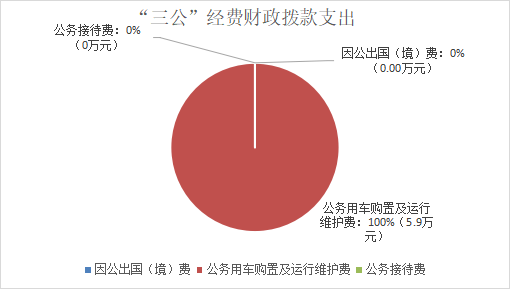 “三公”经费财政拨款支出
公务接待费：0%
（0万元）
因公出国（境）费：0%
（0.00万元）
公务用车购置及运行
维护费：100%（5.9万
元）
因公出国（境）费 公务用车购置及运行维护费 公务接待费